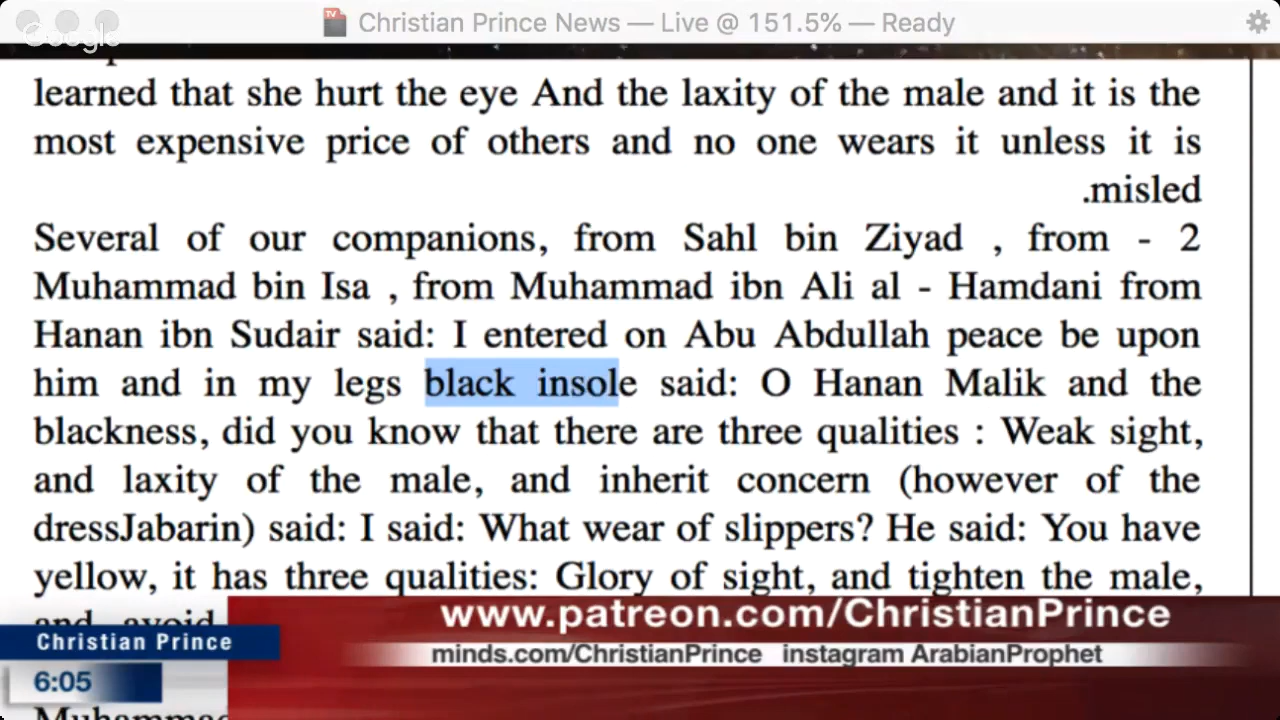 Christian Prince News — Live @ 151.5% — Ready
Google
learned that she hurt the eye And the laxity of the male and it is the
most expensive price of others and no one wears it unless it is
.misled
Several of our companions, from Sahl bin Ziyad , from - 2
Muhammad bin Isa , from Muhammad ibn Ali al - Hamdani from
Hanan ibn Sudair said: I entered on Abu Abdullah peace be upon
him and in my legs black insole said: O Hanan Malik and the
blackness, did you know that there are three qualities : Weak sight,
and laxity of the male, and inherit concern (however of the
dressJabarin) said: I said: What wear of slippers? He said: You have
yellow, it has three qualities: Glory of sight, and tighten the male,
and avoid
www.patreon.com/ChristianPrince
Christian Prince
minds.com/ChristianPrince instagram ArabianProphet
6:05